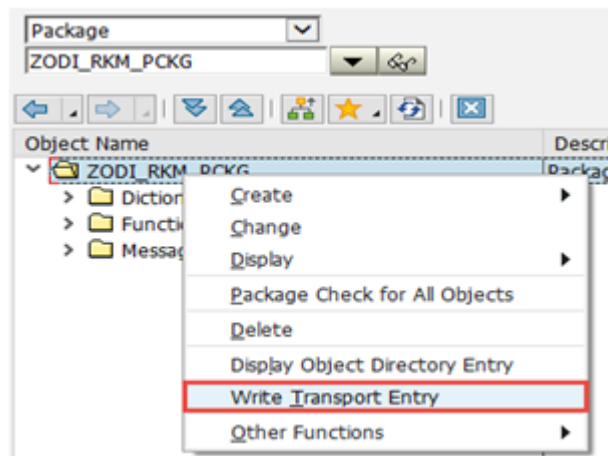 Package
ZODI_RKM_PCKG
Object Name Descri
ZODI_RKM_PCKG Packag
Diction
Functi
Messag
Create
Change
Display
Package Check for All Objects
Delete
Display Object Directory Entry
Write Transport Entry
Other Functions